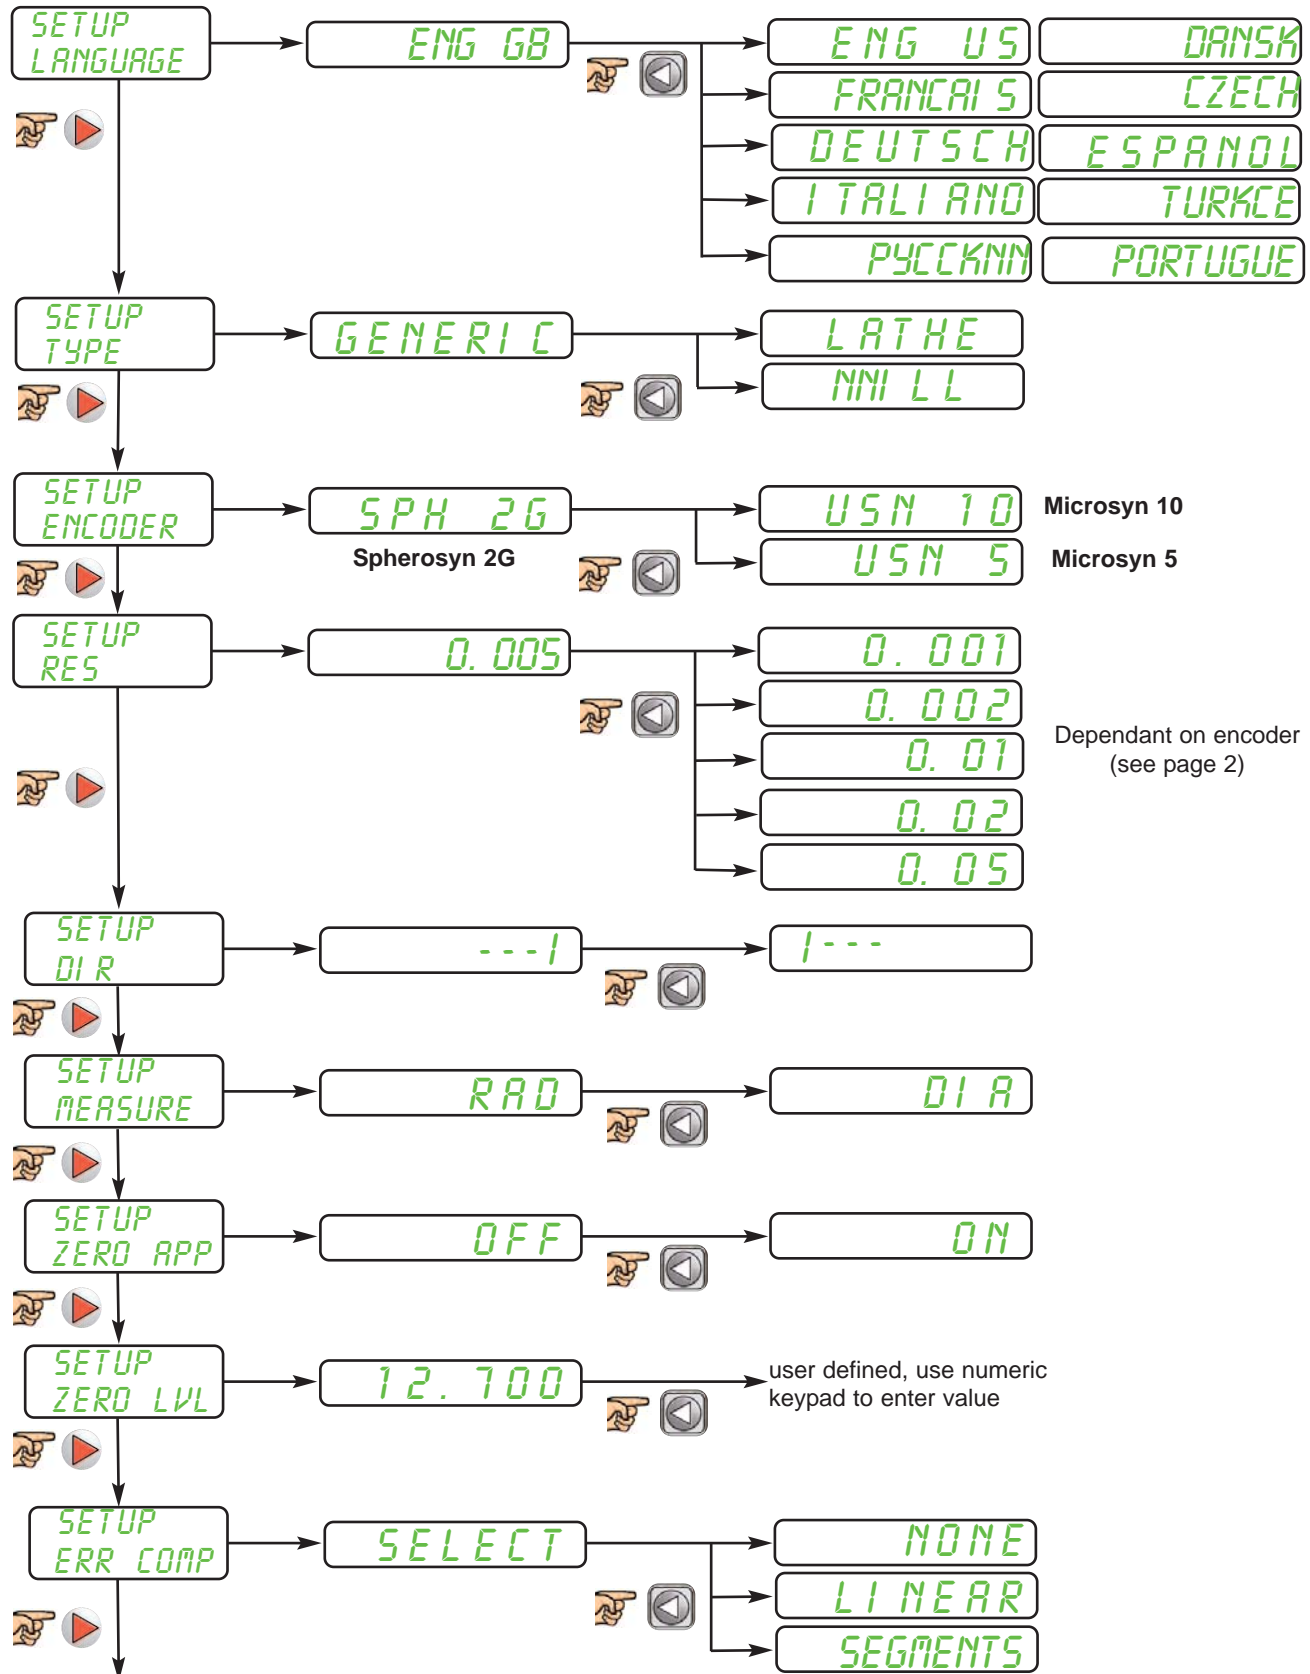 SETUP
LANGUAGE
ENG GB
ENG US
DANSK
FRANCAIS
CZECH
DEUTSCH
ESPANOL
ITALIANO
TURKCE
РУССКNN
PORTUGUE
SETUP
TYPE
GENERIC
LATHE
MMILL
SETUP
ENCODER
SPH 2G
Spherosyn 2G
USM 10
Microsyn 10
USM 5
Microsyn 5
SETUP
RES
0.005
0.001
0.002
0.01
0.02
0.05
Dependant on encoder
(see page 2)
SETUP
DIR
---|
|---
SETUP
MEASURE
RAD
DIA
SETUP
ZERO APP
OFF
ON
SETUP
ZERO LVL
12.700
user defined, use numeric
keypad to enter value
SETUP
ERR COMP
SELECT
NONE
LINEAR
SEGMENTS